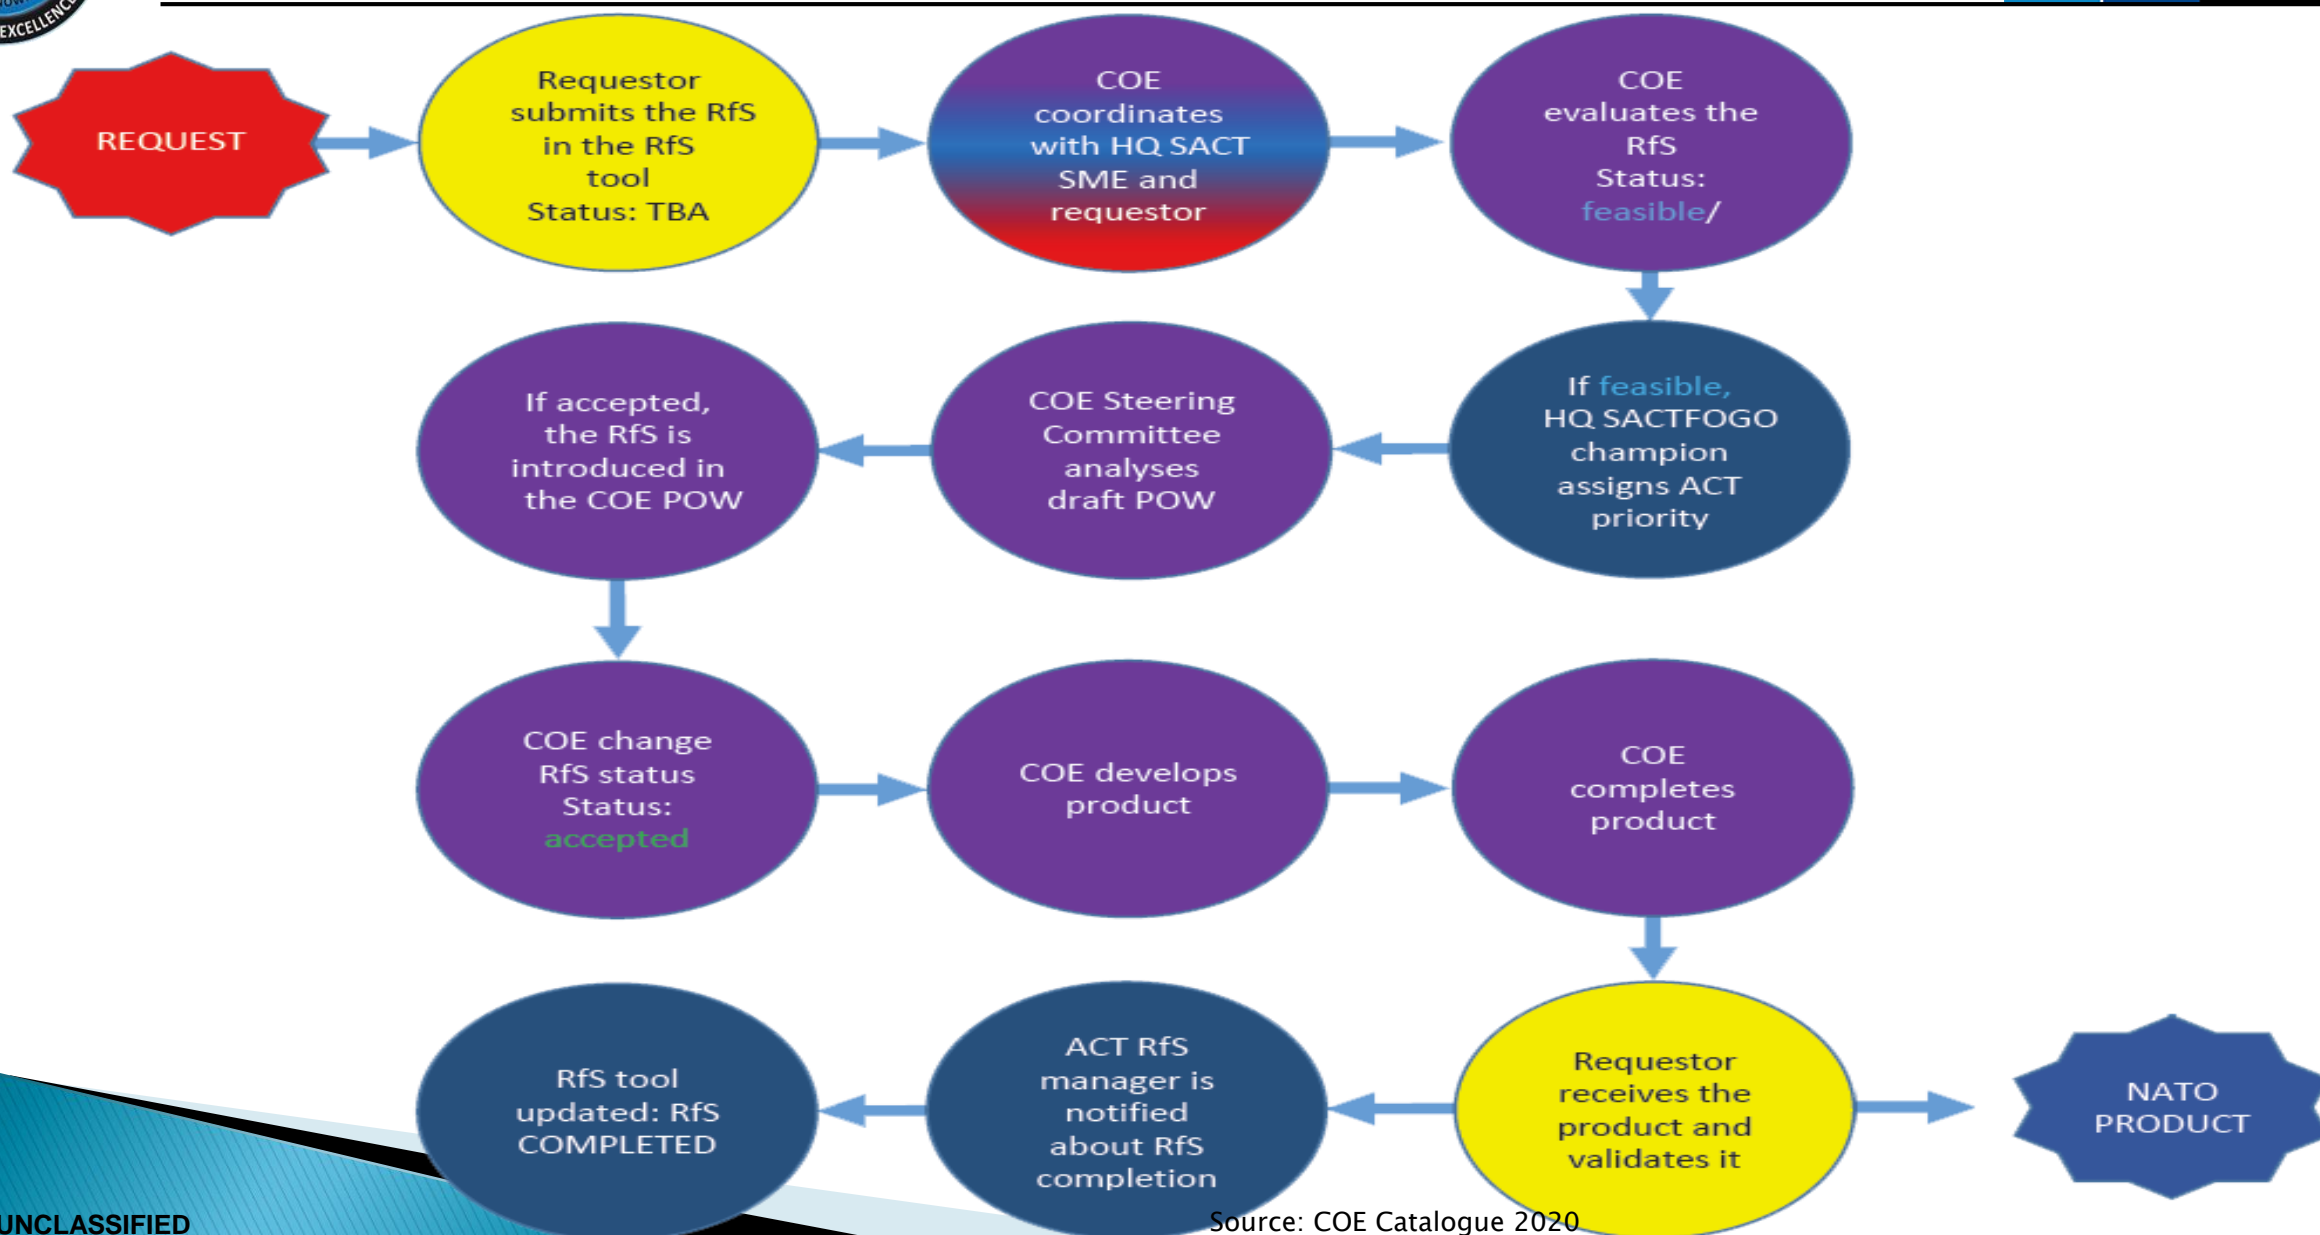 EXCELLENCE
REQUEST
Requestor
submits the RfS
in the RfS
tool
Status: TBA
COE
coordinates
with HQ SACT
SME and
requestor
COE
evaluates the
RfS
Status:
feasible/
If feasible,
HQ SACTFOGO
champion
assigns ACT
priority
COE Steering
Committee
analyses
draft POW
If accepted,
the RfS is
introduced in
the COE POW
COE change
RfS status
Status:
accepted
COE develops
product
COE
completes
product
Requestor
receives the
product and
validates it
NATO
PRODUCT
ACT RfS
manager is
notified
about RfS
completion
RfS tool
updated: RfS
COMPLETED
UNCLASSIFIED
Source: COE Catalogue 2020